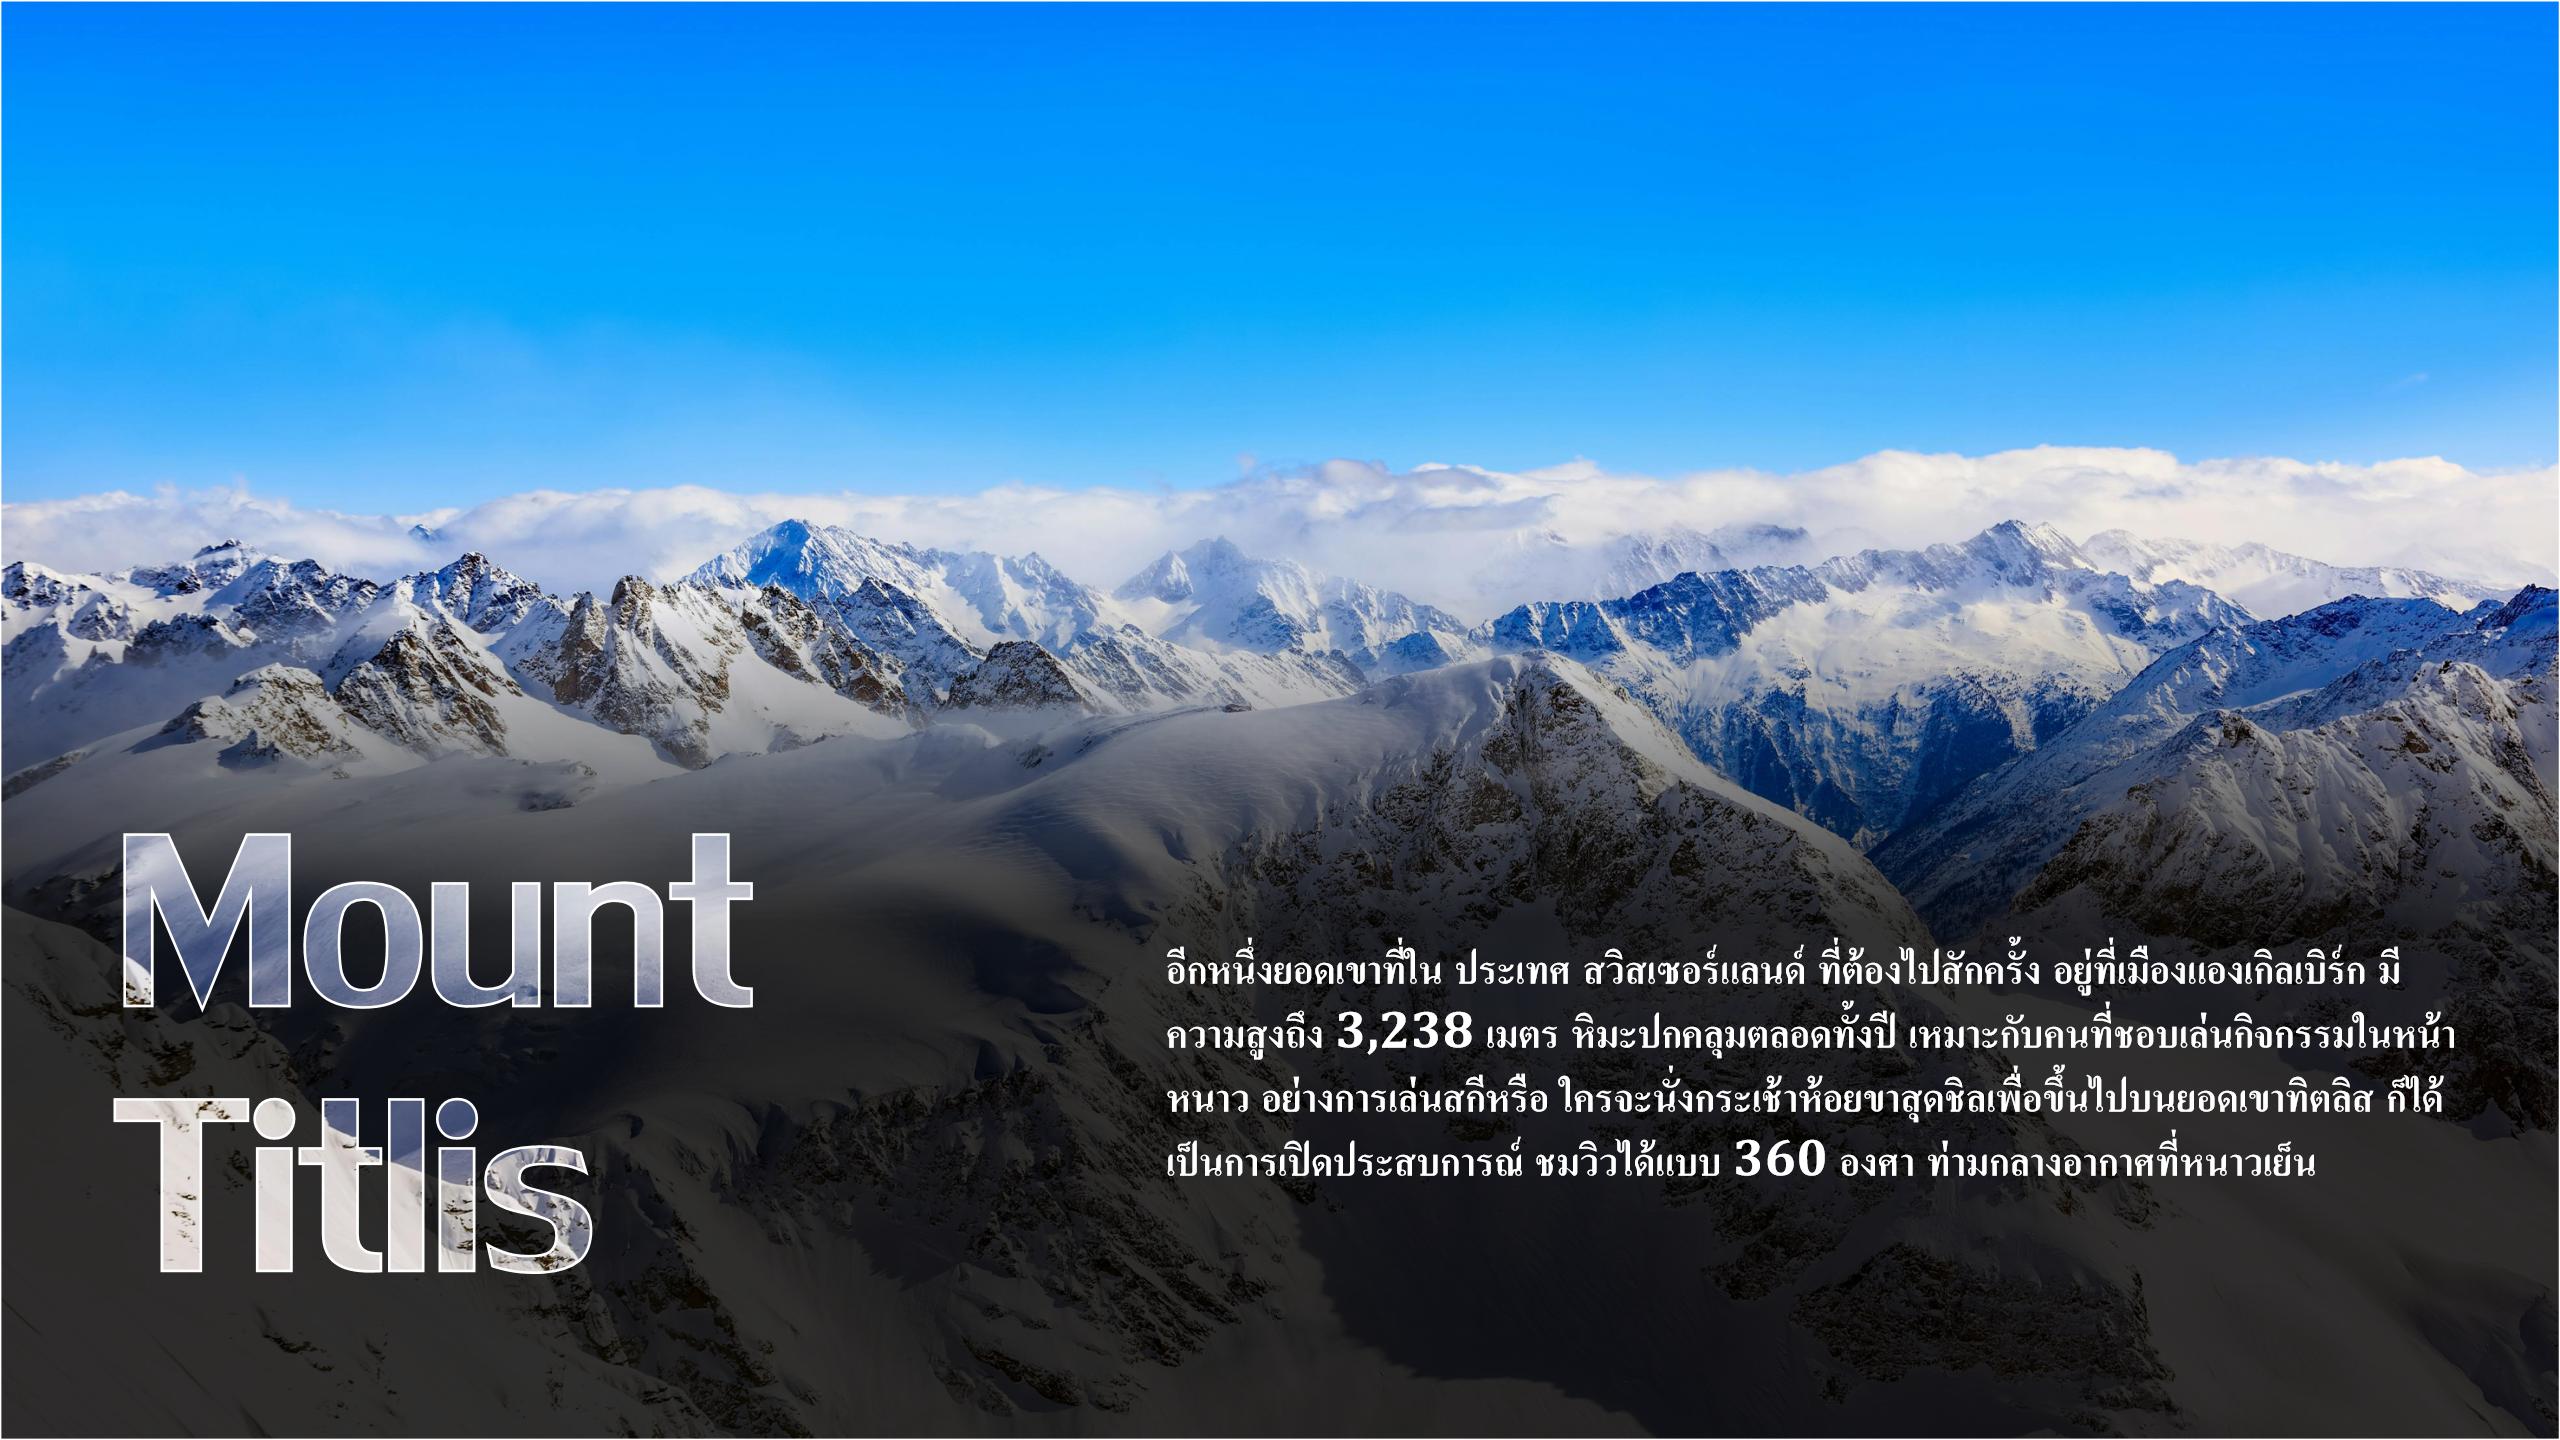 Mount
Titlis
อีกหนึ่งยอดเขาที่ใน ประเทศ สวิสเซอร์แลนด์ ที่ต้องไปสักครั้ง อยู่ที่เมืองแองเกิลเบิร์ก มี
ความสูงถึง 3,238 เมตร หิมะปกคลุมตลอดทั้งปี เหมาะกับคนที่ชอบเล่นกิจกรรมในหน้า
หนาว อย่างการเล่นสกีหรือ ใครจะนั่งกระเช้าห้อยขาสุดชิลเพื่อขึ้นไปบนยอดเขาทิตลิส ก็ได้
เป็นการเปิดประสบการณ์ ชมวิวได้แบบ 360 องศา ท่ามกลางอากาศที่หนาวเย็น